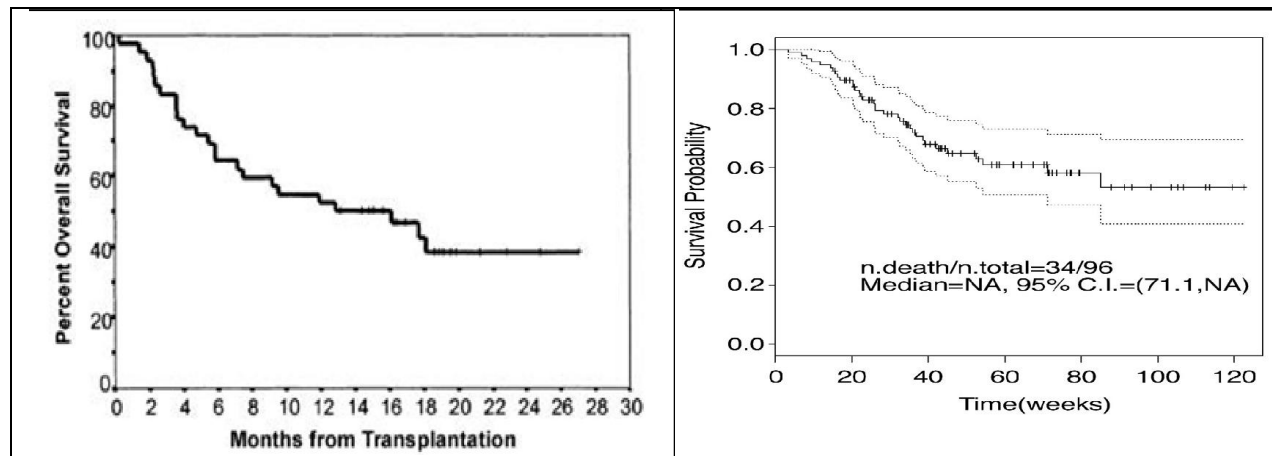 Percent Overall Survival
100
80
60
40
20
0
0 2 4 6 8 10 12 14 16 18 20 22 24 26 28 30
Months from Transplantation
Survival Probability
1.0
0.8
0.6
0.4
0.2
0.0
n.death/n.total=34/96
Median=NA, 95% C.I.=(71.1,NA)
0 20 40 60 80 100 120
Time(weeks)